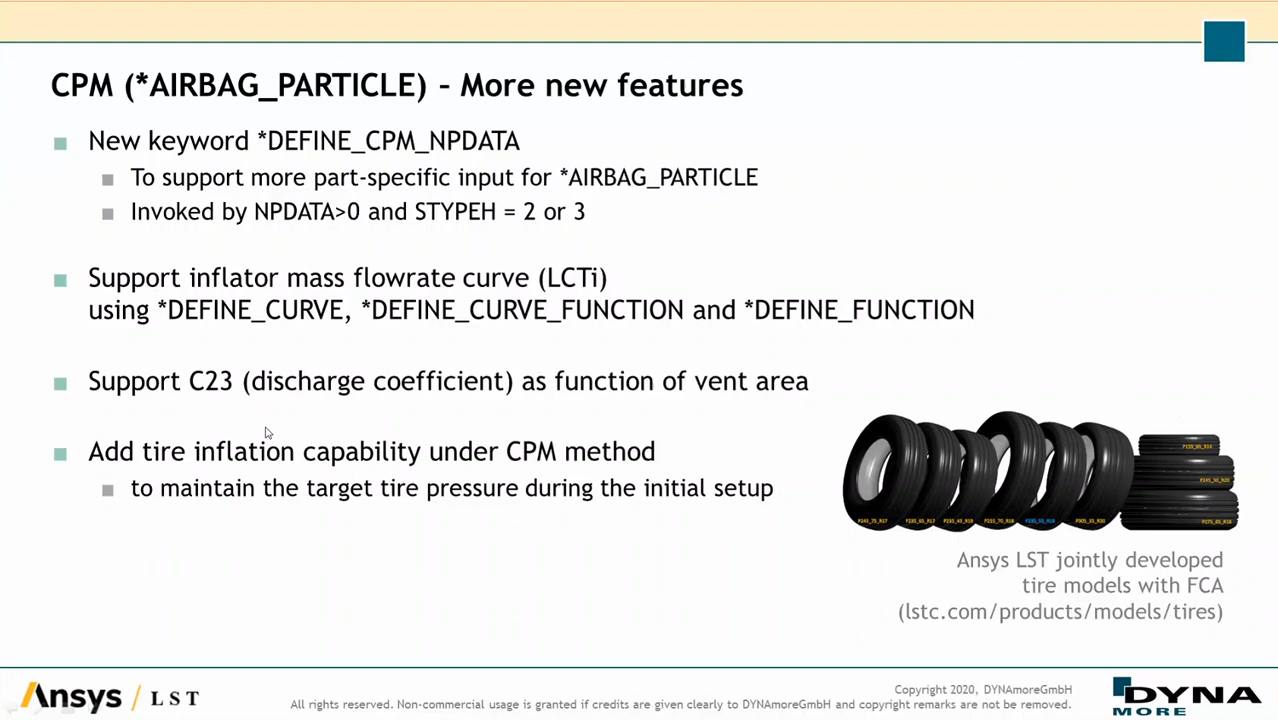 CPM (*AIRBAG_PARTICLE) – More new features
New keyword *DEFINE_CPM_NPDATA
To support more part-specific input for *AIRBAG_PARTICLE
Invoked by NPDATA>0 and STYPEH = 2 or 3
Support inflator mass flowrate curve (LCTi)
using *DEFINE_CURVE, *DEFINE_CURVE_FUNCTION and *DEFINE_FUNCTION
Support C23 (discharge coefficient) as function of vent area
Add tire inflation capability under CPM method
to maintain the target tire pressure during the initial setup
Ansys LST jointly developed
tire models with FCA
(lstc.com/products/models/tires)
Ansys / LST
Copyright 2020, DYNAmoreGmbH
All rights reserved. Non-commercial usage is granted if credits are given clearly to DYNAmoreGmbH and copyright remarks are not be removed.
DYNA
MORE